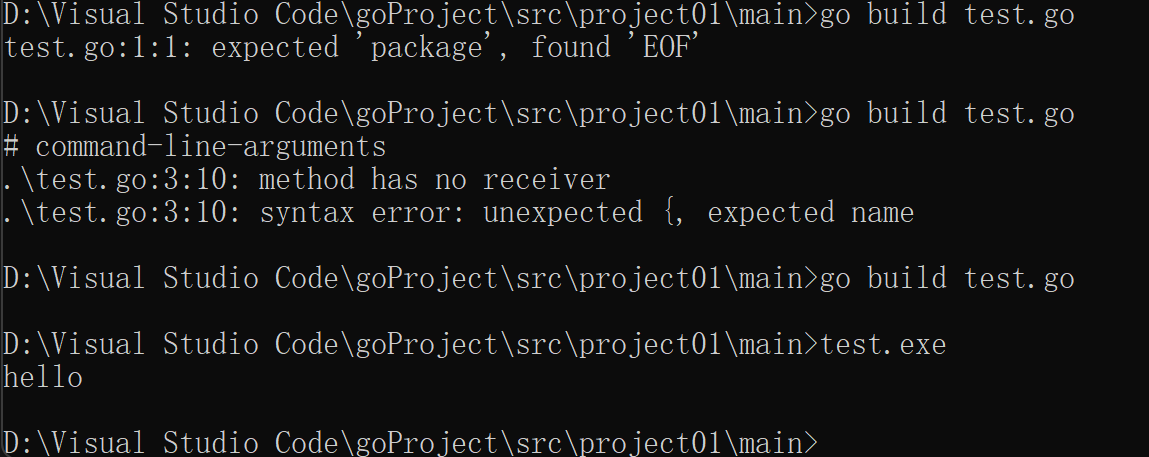 D:\Visual Studio Code\goProject\src\project01\main>go build test.go
test.go:1:1: expected 'package', found 'EOF'
D:\Visual Studio Code\goProject\src\project01\main>go build test.go
# command-line-arguments
.\test.go:3:10: method has no receiver
.\test.go:3:10: syntax error: unexpected {, expected name
D:\Visual Studio Code\goProject\src\project01\main>go build test.go
D:\Visual Studio Code\goProject\src\project01\main>test.exe
hello
D:\Visual Studio Code\goProject\src\project01\main>